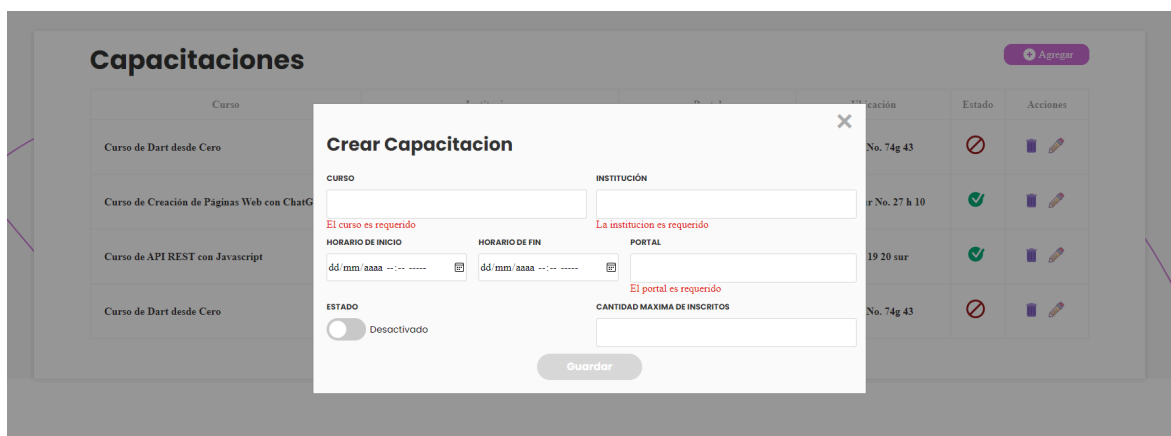 Capacitaciones
Agregar
Curso
Estado
Acciones
Crear Capacitacion
CURSO
INSTITUCIÓN
Curso de Dart desde Cero
No. 74g 43
El curso es requerido
La institucion es requerido
Curso de Creación de Páginas Web con ChatG
r No. 27 h 10
HORARIO DE INICIO
HORARIO DE FIN
PORTAL
dd/mm/aaaa --:-- -----
dd/mm/aaaa --:-- -----
Curso de API REST con Javascript
19 20 sur
El portal es requerido
ESTADO
CANTIDAD MAXIMA DE INSCRITOS
Curso de Dart desde Cero
No. 74g 43
Desactivado
Guardar